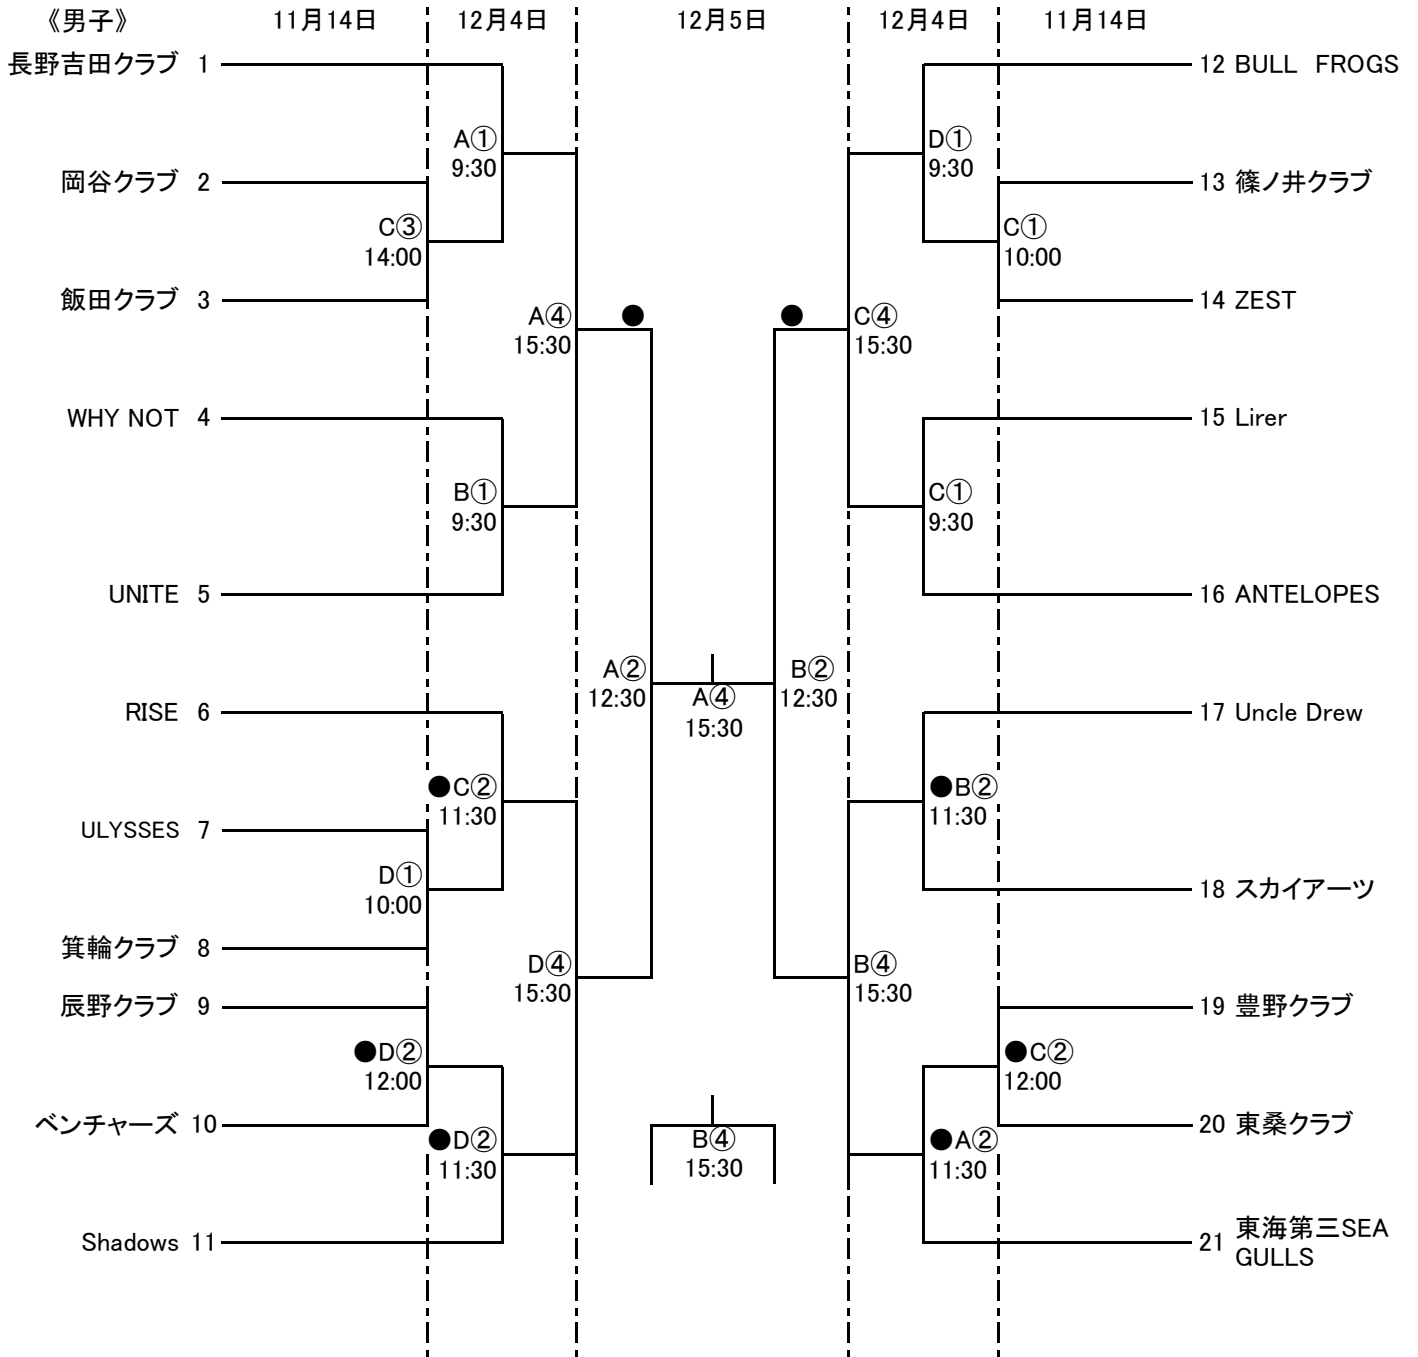 《男子》 11月14日 12月4日 12月5日 12月4日 11月14日
長野吉田クラブ 1
12 BULL FROGS
A①
9:30
D①
9:30
岡谷クラブ 2
13 篠ノ井クラブ
C③
14:00
C①
10:00
飯田クラブ 3
14 ZEST
A④
15:30
●
●
C④
15:30
WHY NOT 4
15 Lirer
B①
9:30
C①
9:30
UNITE 5
16 ANTELOPES
A②
12:30
A④
15:30
B②
12:30
RISE 6
17 Uncle Drew
●C②
11:30
●B②
11:30
ULYSSES 7
D①
10:00
18 スカイアーツ
箕輪クラブ 8
D④
15:30
B④
15:30
辰野クラブ 9
19 豊野クラブ
●D②
12:00
●C②
12:00
ベンチャーズ 10
20 東桑クラブ
●D②
11:30
B④
15:30
●A②
11:30
Shadows 11
21 東海第三SEA
GULLS